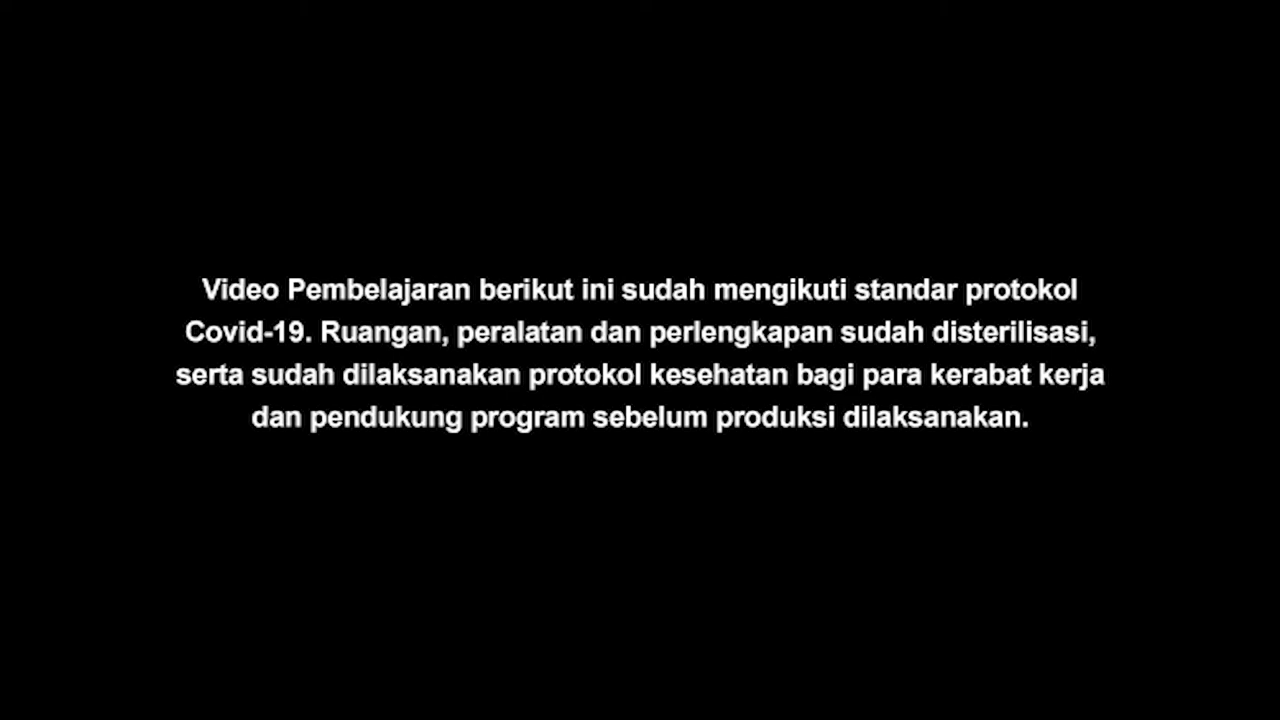 Video Pembelajaran berikut ini sudah mengikuti standar protokol
Covid-19. Ruangan, peralatan dan perlengkapan sudah disterilisasi,
serta sudah dilaksanakan protokol kesehatan bagi para kerabat kerja
dan pendukung program sebelum produksi dilaksanakan.